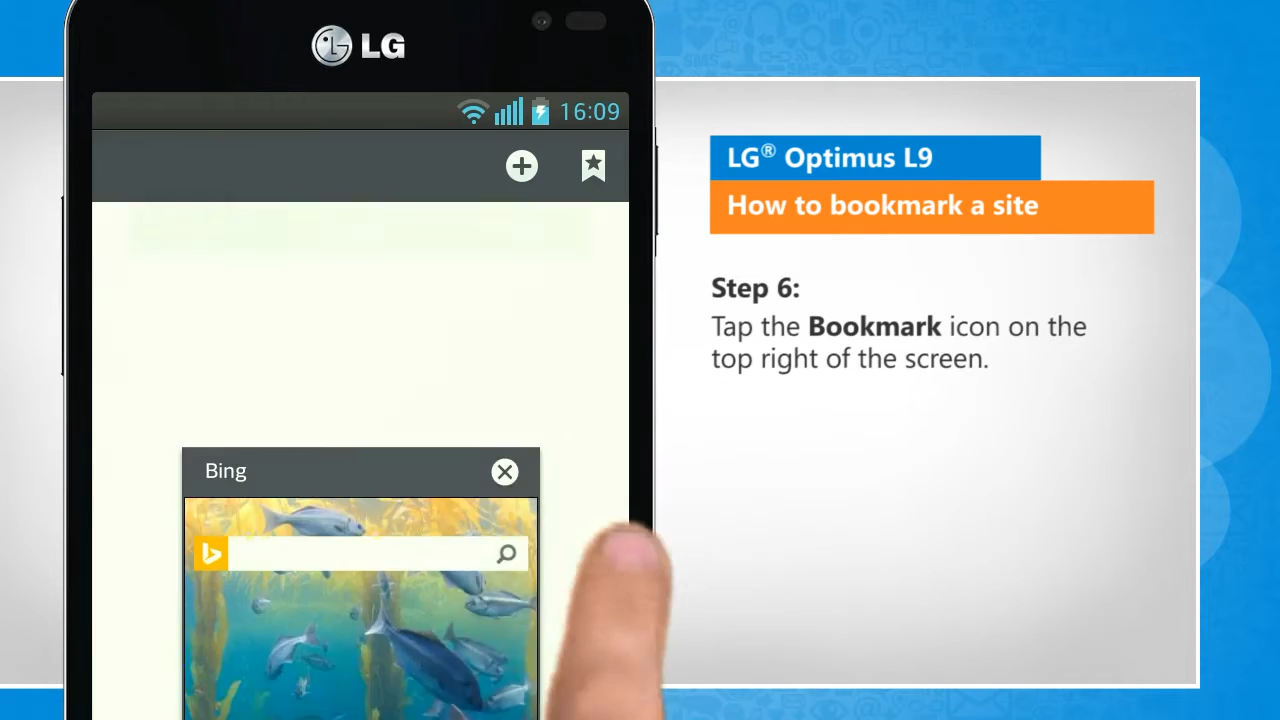 LG
16:09
Bing
LG® Optimus L9
How to bookmark a site
Step 6:
Tap the Bookmark icon on the
top right of the screen.